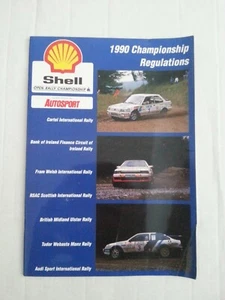 1990 Championship
Regulations
Shell
OPEN RALLY CHAMPIONSHIP
AUTOSPORT
Cartel International Rally
Bank of Ireland Finance Circuit of
Ireland Rally
Fram Welsh International Rally
RSAC Scottish International Rally
British Midland Ulster Rally
Tudor Webasto Manx Rally
Audi Sport International Rally